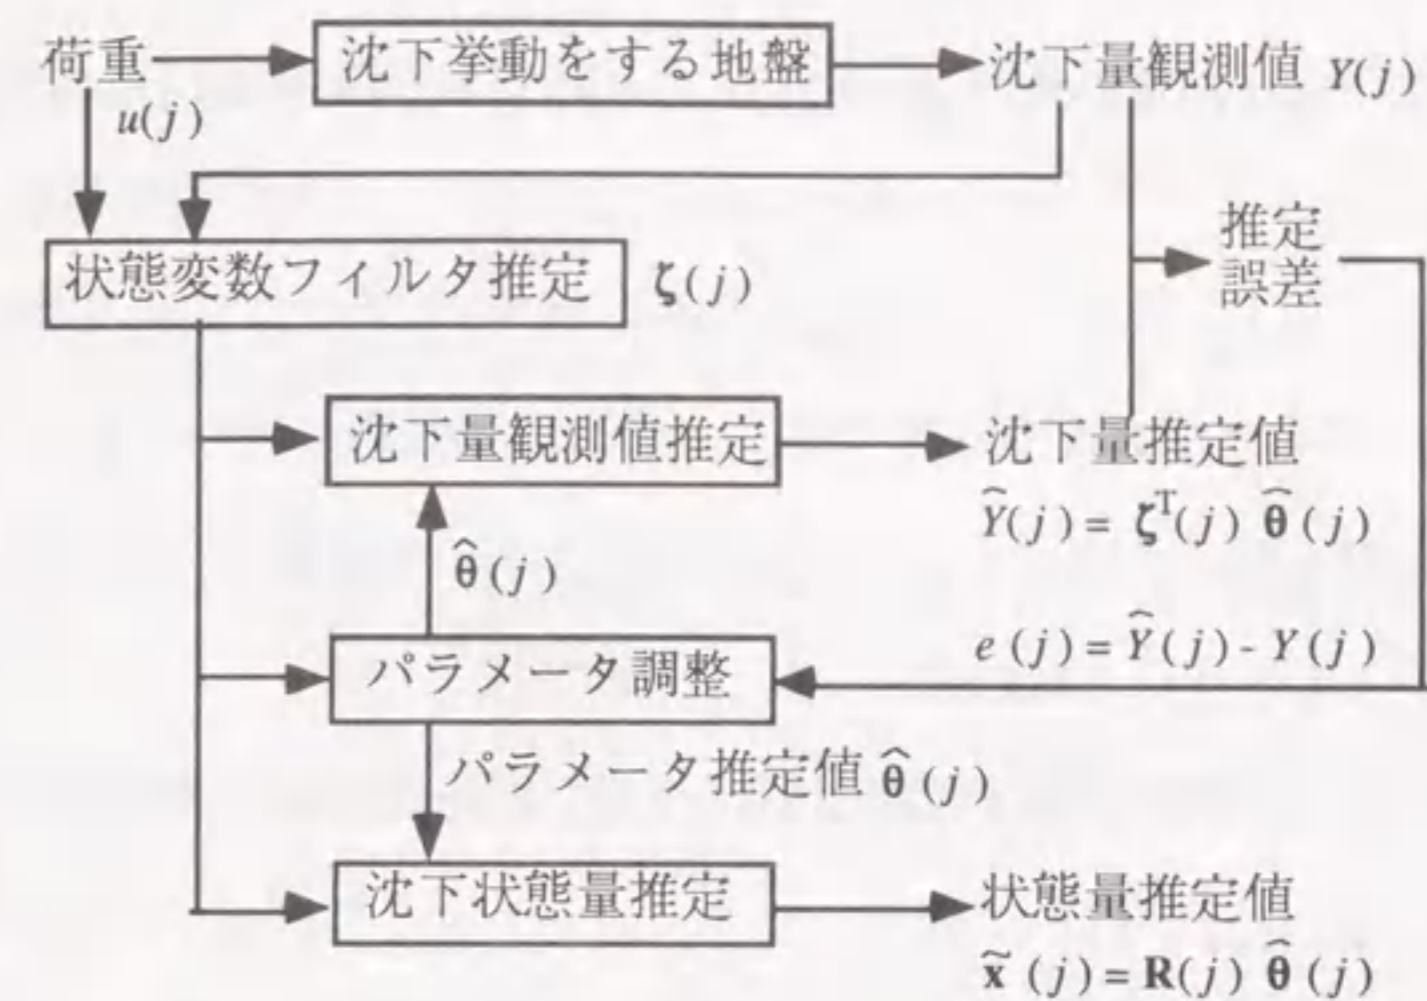 荷重
沈下挙動をする地盤
沈下量観測値 Y(j)
u(j)
推定
誤差
状態変数フィルタ推定
ζ(j)
沈下量観測値推定
沈下量推定値
Ŷ(j) = ζᵀ(j) θ̂(j)
θ̂(j)
e(j) = Ŷ(j) - Y(j)
パラメータ調整
パラメータ推定値 θ̂(j)
沈下状態量推定
状態量推定値
x̃(j) = R(j) θ̂(j)